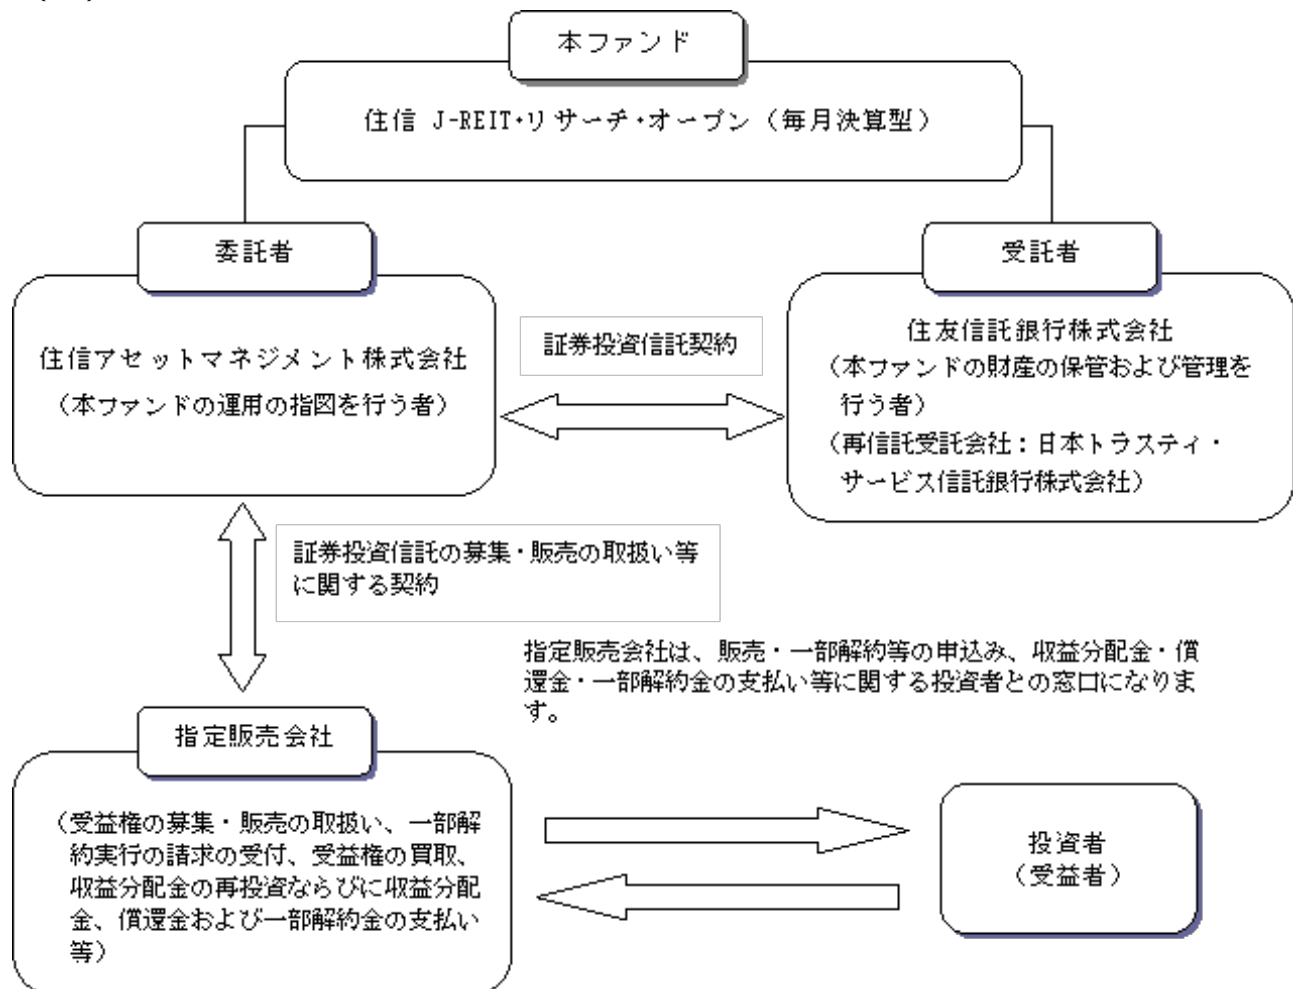 本ファンド
住信 J-REIT・リサーチ・オープン（毎月決算型）
委託者
住信アセットマネジメント株式会社
（本ファンドの運用の指図を行う者）
証券投資信託契約
受託者
住友信託銀行株式会社
（本ファンドの財産の保管および管理を
行う者）
（再信託受託会社：日本トラスティ・
サービス信託銀行株式会社）
証券投資信託の募集・販売の取扱い等
に関する契約
指定販売会社は、販売・一部解約等の申込み、収益分配金・償
還金・一部解約金の支払い等に関する投資者との窓口になりま
す。
指定販売会社
（受益権の募集・販売の取扱い、一部解
約実行の請求の受付、受益権の買取、
収益分配金の再投資ならびに収益分配
金、償還金および一部解約金の支払い
等）
投資者
（受益者）